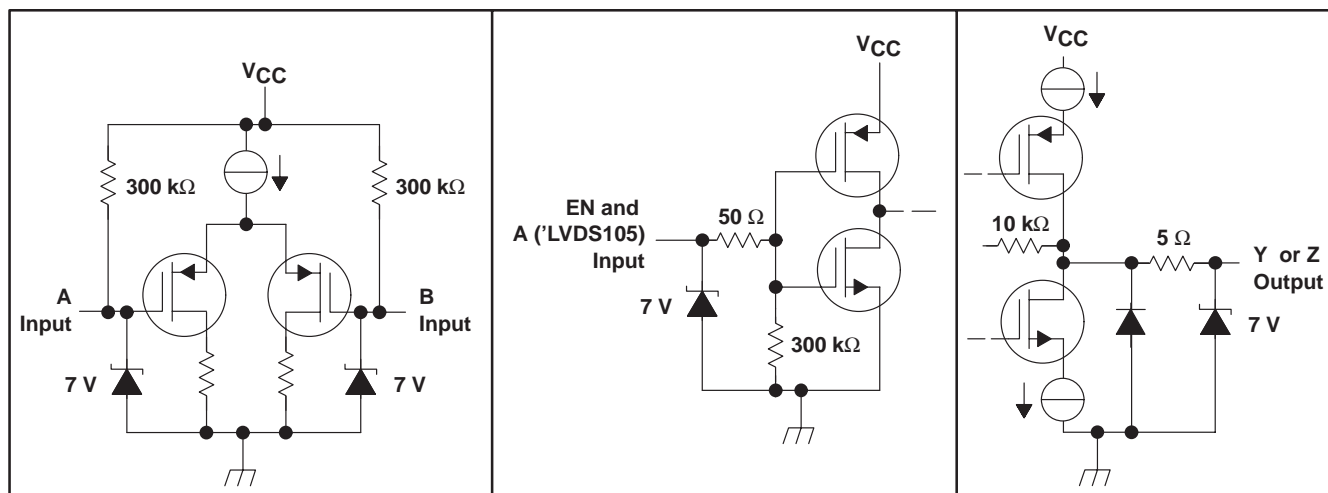 VCC
300 kΩ
300 kΩ
A
Input
B
Input
7 V
7 V
VCC
EN and
A ('LVDS105)
Input
50 Ω
7 V
300 kΩ
VCC
10 kΩ
5 Ω
Y or Z
Output
7 V